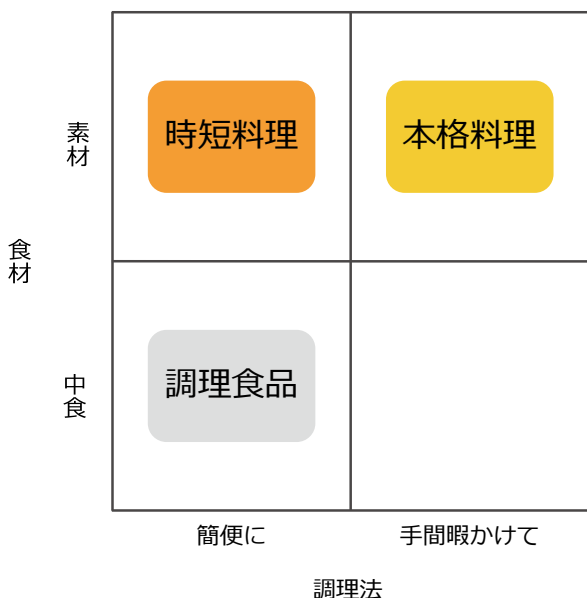 素材
時短料理
本格料理
食材
中食
調理食品
簡便に
手間暇かけて
調理法